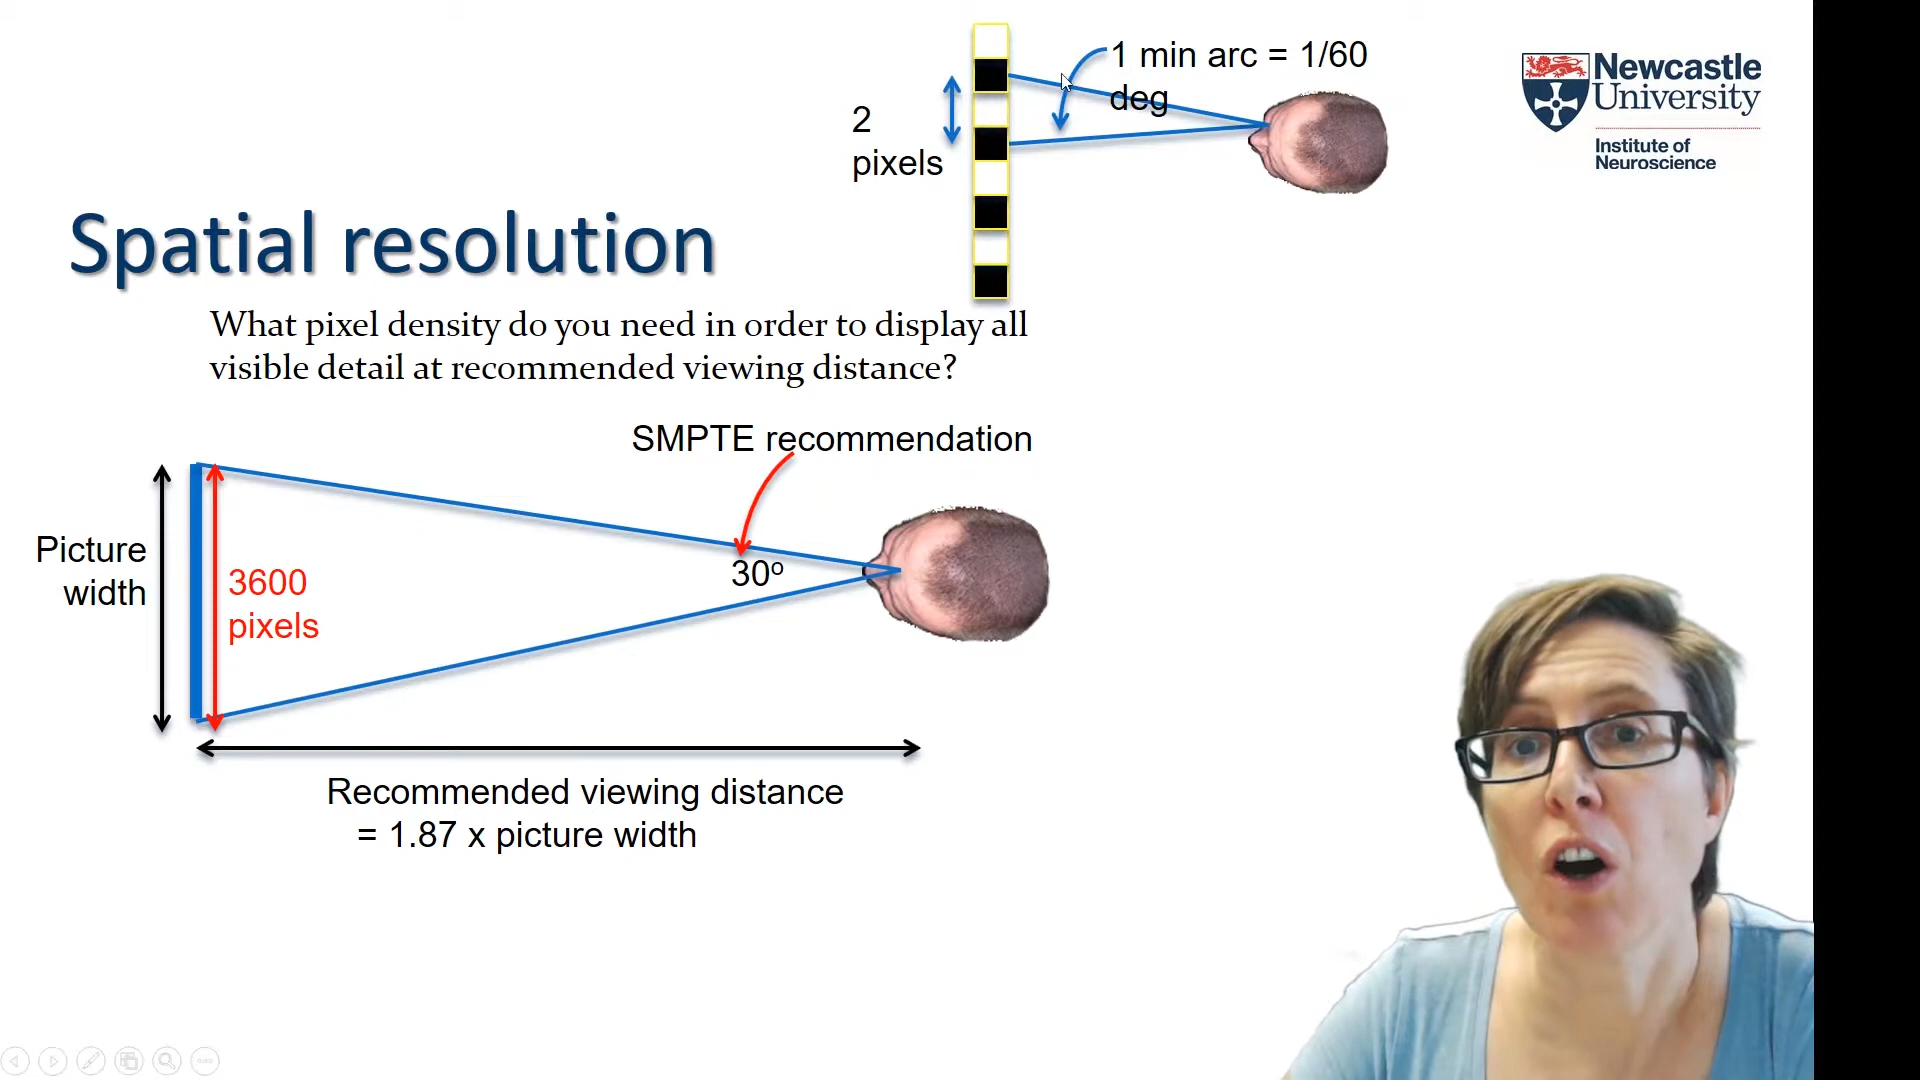 1 min arc = 1/60
deg
2
pixels
Newcastle
University
Institute of
Neuroscience
Spatial resolution
What pixel density do you need in order to display all
visible detail at recommended viewing distance?
SMPTE recommendation
Picture
width
3600
pixels
30º
Recommended viewing distance
= 1.87 x picture width